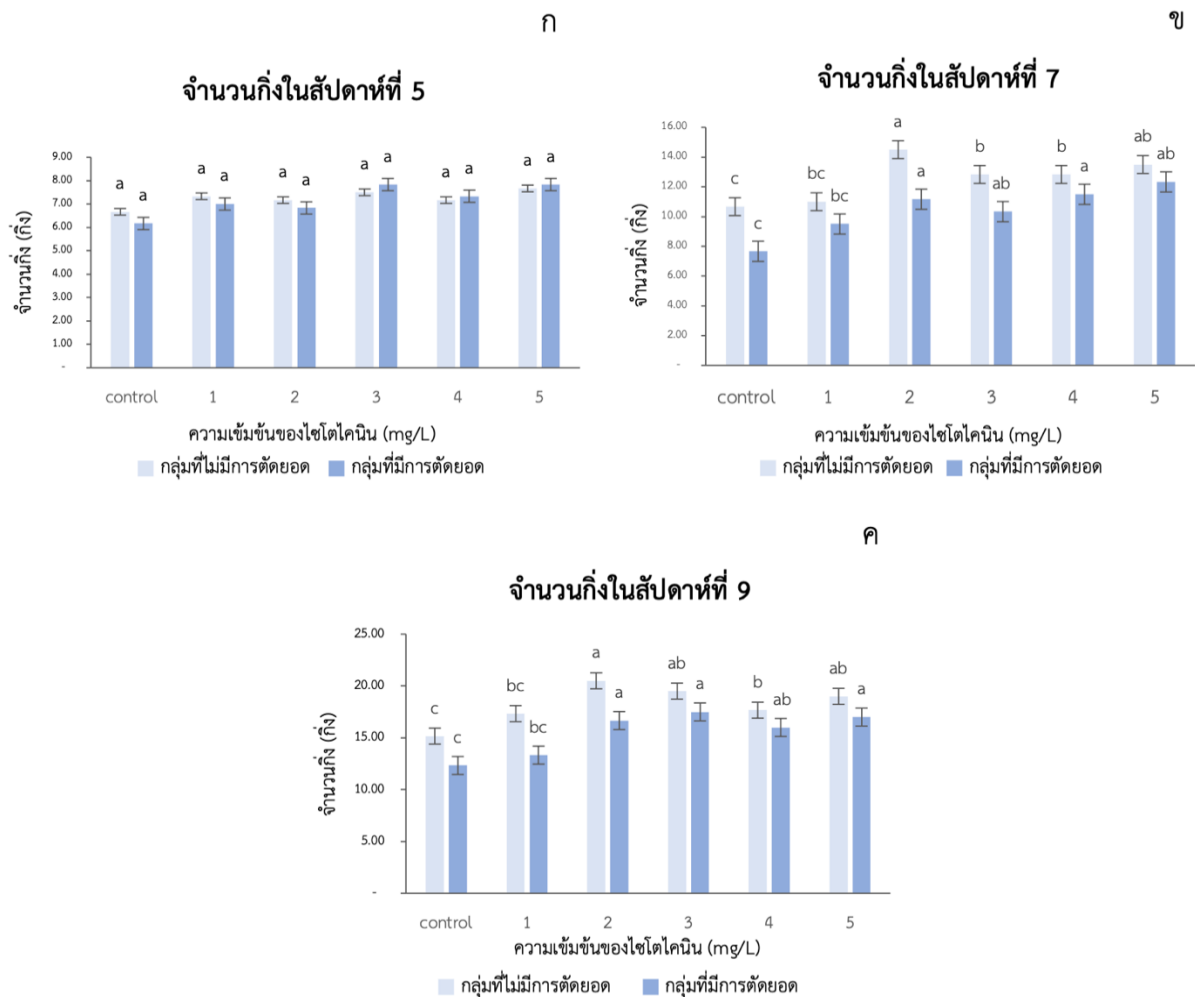 ก
จำนวนกิ่งในสัปดาห์ที่ 5
a a a a a a a a a a a a
9.00
8.00
7.00
6.00
5.00
4.00
3.00
2.00
1.00
-
จำนวนกิ่ง (กิ่ง)
control 1 2 3 4 5
ความเข้มข้นของไซโตไคนิน (mg/L)
กลุ่มที่ไม่มีการตัดยอด กลุ่มที่มีการตัดยอด
ข
จำนวนกิ่งในสัปดาห์ที่ 7
c c bc bc a a b ab b a ab ab
16.00
14.00
12.00
10.00
8.00
6.00
4.00
2.00
-
จำนวนกิ่ง (กิ่ง)
control 1 2 3 4 5
ความเข้มข้นของไซโตไคนิน (mg/L)
กลุ่มที่ไม่มีการตัดยอด กลุ่มที่มีการตัดยอด
ค
จำนวนกิ่งในสัปดาห์ที่ 9
c c bc bc a a ab a b ab ab a
25.00
20.00
15.00
10.00
5.00
-
จำนวนกิ่ง (กิ่ง)
control 1 2 3 4 5
ความเข้มข้นของไซโตไคนิน (mg/L)
กลุ่มที่ไม่มีการตัดยอด กลุ่มที่มีการตัดยอด